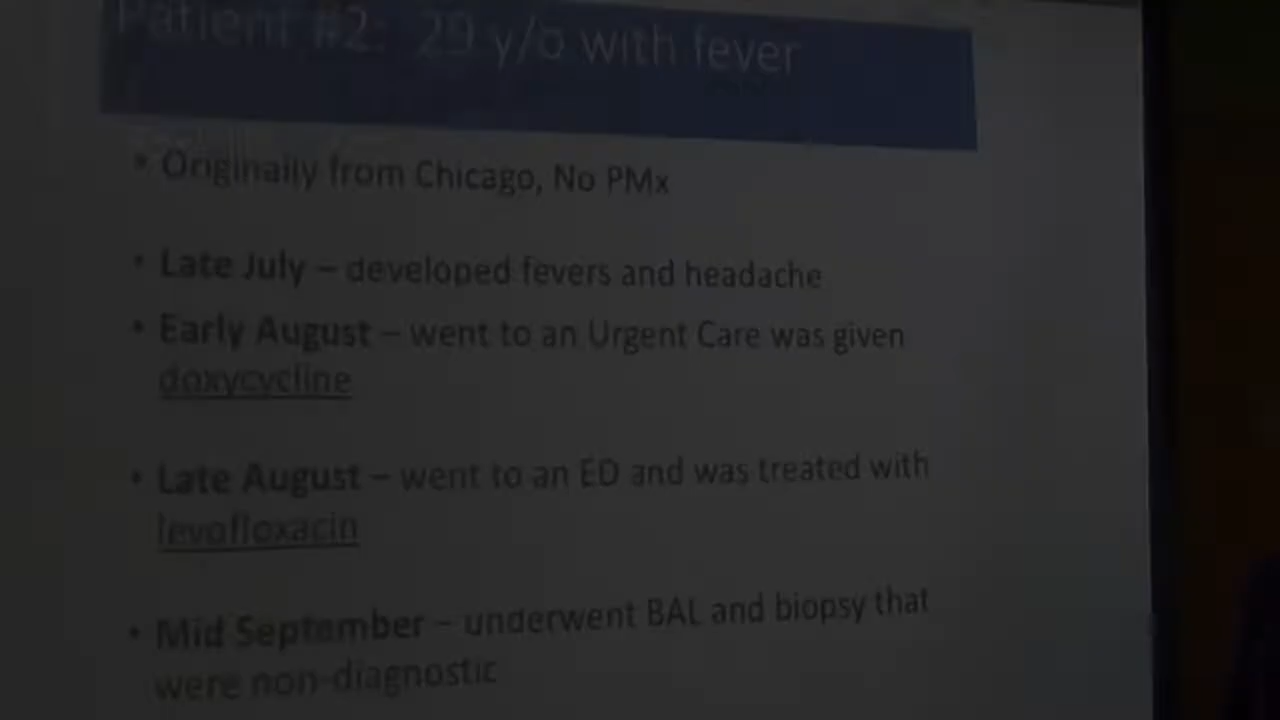 Patient #2: 29 y/o with fever
• Originally from Chicago, No PMx
• Late July – developed fevers and headache
• Early August – went to an Urgent Care was given
doxycycline
• Late August – went to an ED and was treated with
levofloxacin
• Mid September – underwent BAL and biopsy that
were non-diagnostic